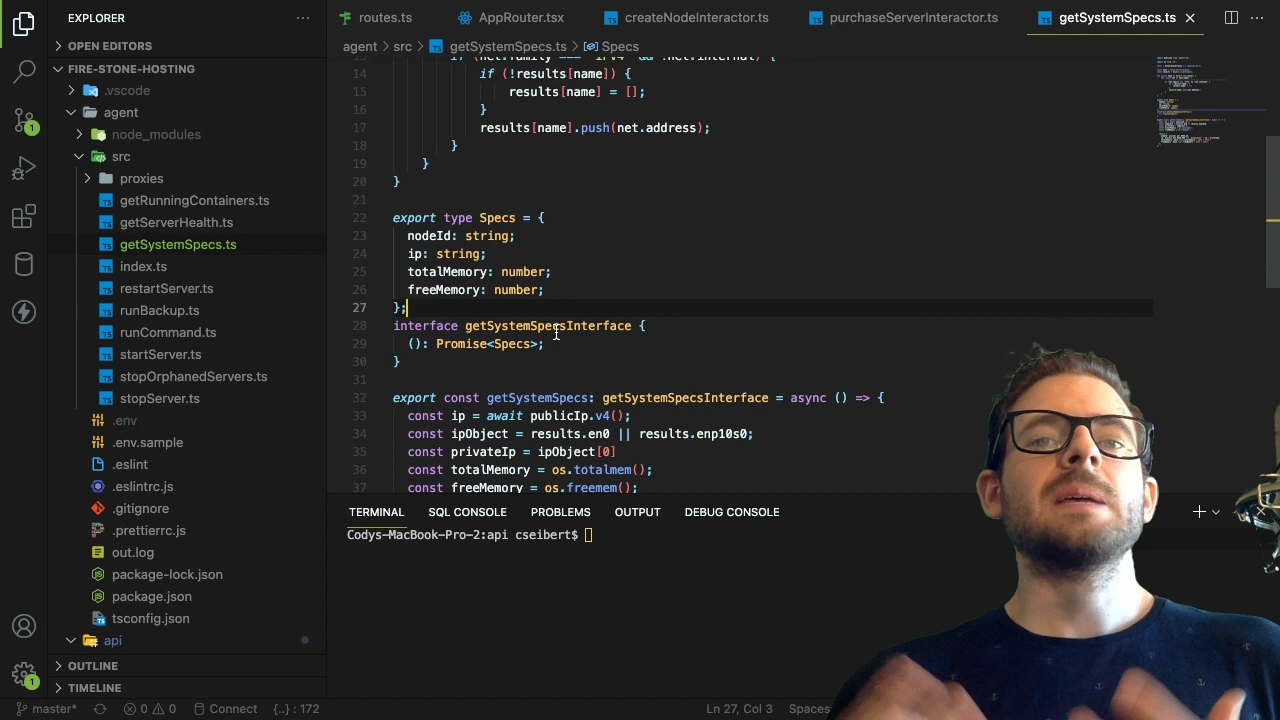 EXPLORER
OPEN EDITORS
FIRE-STONE-HOSTING
.vscode
agent
node_modules
src
proxies
getRunningContainers.ts
getServerHealth.ts
getSystemSpecs.ts
index.ts
restartServer.ts
runBackup.ts
runCommand.ts
startServer.ts
stopOrphanedServers.ts
stopServer.ts
.env
.env.sample
.eslint
.eslintrc.js
.gitignore
.prettierrc.js
out.log
package-lock.json
package.json
tsconfig.json
api
OUTLINE
TIMELINE
routes.ts AppRouter.tsx createNodeInteractor.ts purchaseServerInteractor.ts getSystemSpecs.ts
agent > src > getSystemSpecs.ts > Specs
14 if (!results[name]) {
15 results[name] = [];
16 }
17 results[name].push(net.address);
18 }
19 }
20 }
21
22 export type Specs = {
23 nodeId: string;
24 ip: string;
25 totalMemory: number;
26 freeMemory: number;
27 };
28 interface getSystemSpecsInterface {
29 (): Promise<Specs>;
30 }
31
32 export const getSystemSpecs: getSystemSpecsInterface = async () => {
33 const ip = await publicIp.v4();
34 const ipObject = results.en0 || results.enp10s0;
35 const privateIp = ipObject[0]
36 const totalMemory = os.totalmem();
37 const freeMemory = os.freemem();
TERMINAL SQL CONSOLE PROBLEMS OUTPUT DEBUG CONSOLE
Codys-MacBook-Pro-2:api cseibert$
master* 0 0 Connect {..} : 172 Ln 27, Col 3 Spaces